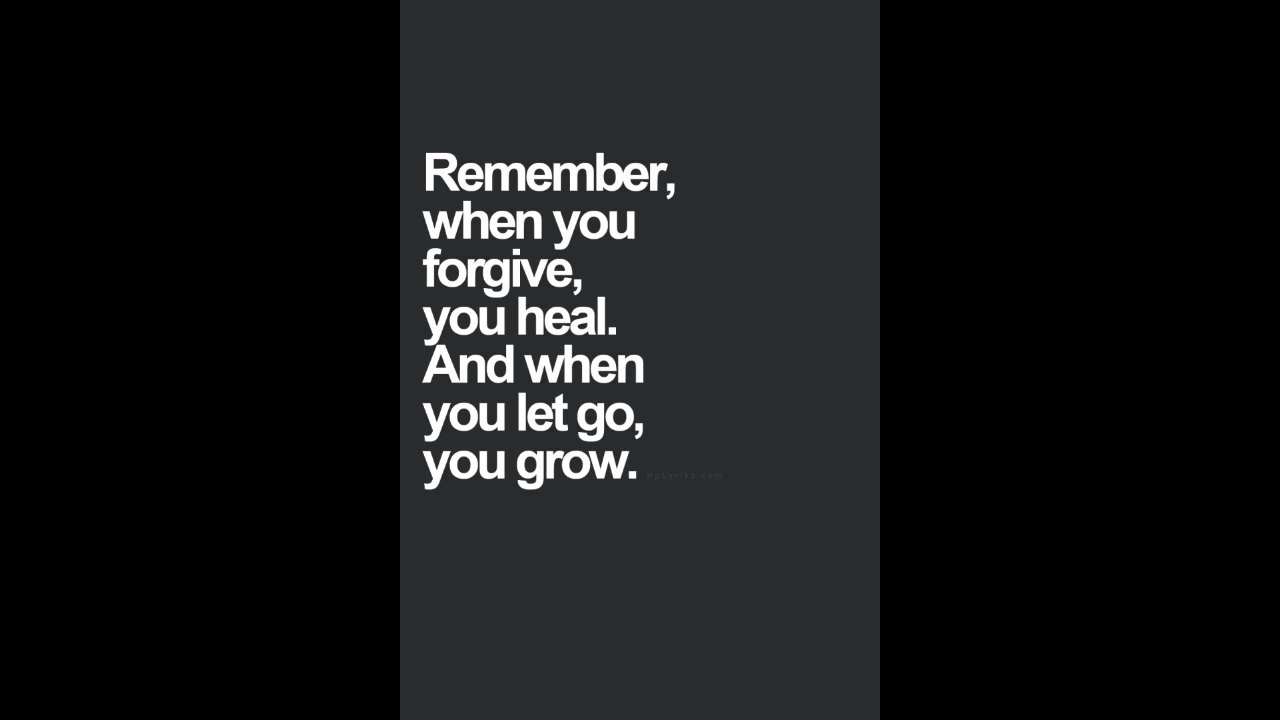 Remember,
when you
forgive,
you heal.
And when
you let go,
you grow.